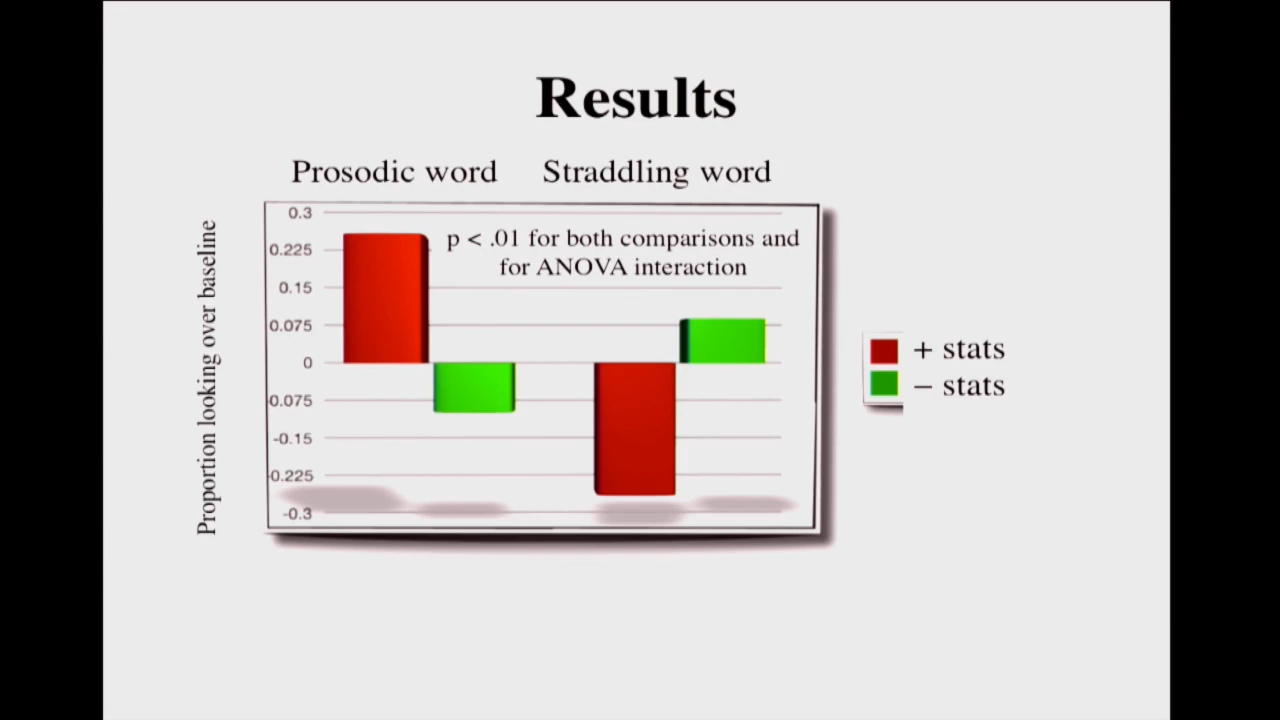 Results
Prosodic word
Straddling word
Proportion looking over baseline
0.3
0.225
0.15
0.075
0
-0.075
-0.15
-0.225
-0.3
p < .01 for both comparisons and
for ANOVA interaction
+ stats
– stats